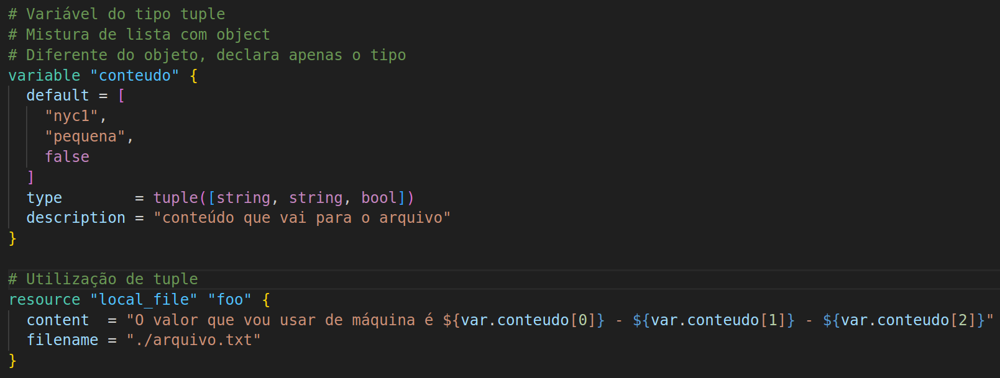 # Variável do tipo tuple
# Mistura de lista com object
# Diferente do objeto, declara apenas o tipo
variable "conteudo" {
  default = [
    "nyc1",
    "pequena",
    false
  ]
  type        = tuple([string, string, bool])
  description = "conteúdo que vai para o arquivo"
}

# Utilização de tuple
resource "local_file" "foo" {
  content  = "O valor que vou usar de máquina é ${var.conteudo[0]} - ${var.conteudo[1]} - ${var.conteudo[2]}"
  filename = "./arquivo.txt"
}